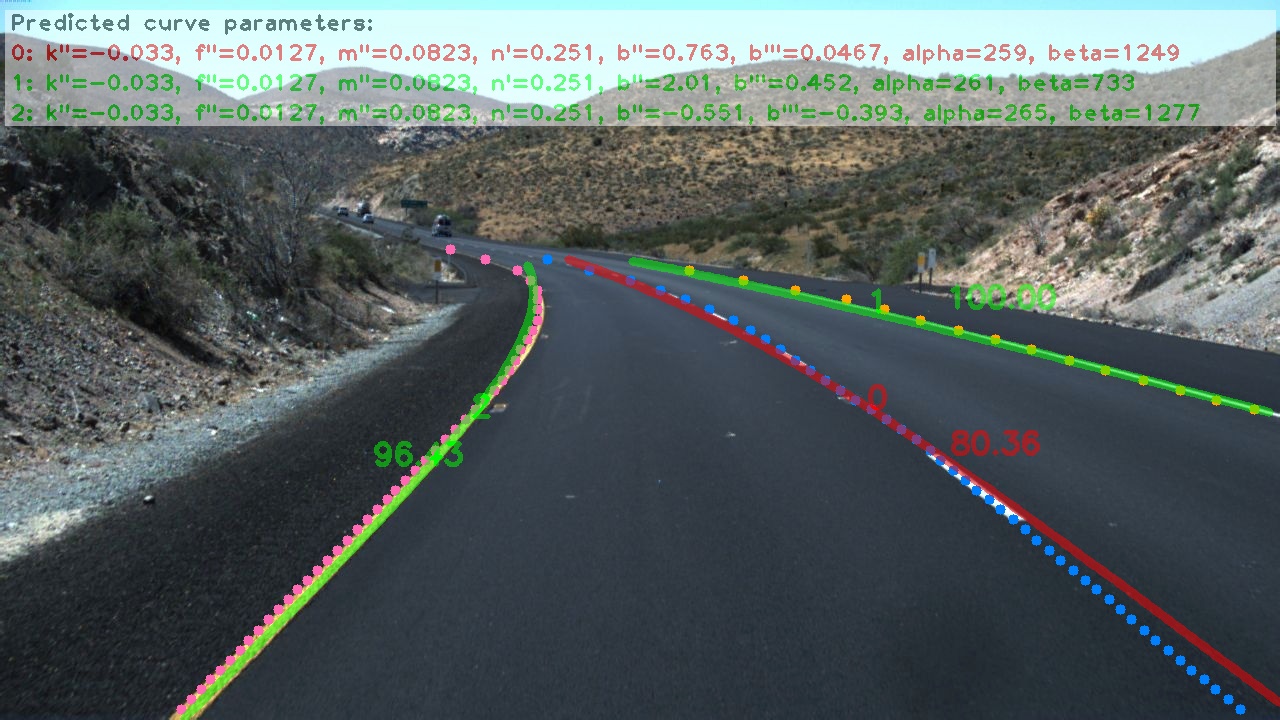 Predicted curve parameters:
0: k"=-0.033, f"=0.0127, m"=0.0823, n'=0.251, b"=0.763, b'''=0.0467, alpha=259, beta=1249
1: k"=-0.033, f"=0.0127, m"=0.0823, n'=0.251, b"=2.01, b'''=0.452, alpha=261, beta=733
2: k"=-0.033, f"=0.0127, m"=0.0823, n'=0.251, b"=-0.551, b'''=-0.393, alpha=265, beta=1277
1 100.00
0
2
80.36
96.43